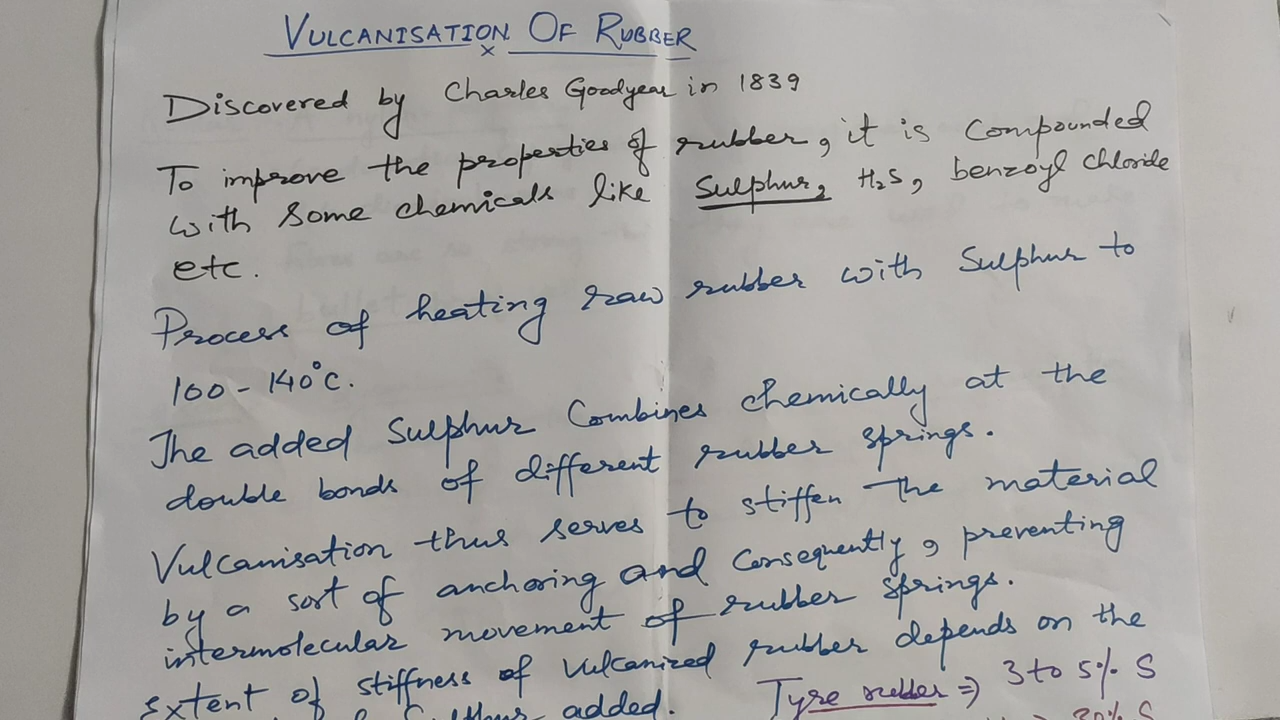 VULCANISATION OF RUBBER
x
Discovered by Charles Goodyear in 1839
To improve the properties of rubber, it is compounded
with some chemicals like Sulphur, H₂S, benzoyl chloride
etc.
Process of heating raw rubber with Sulphur to
100-140°C.
The added Sulphur Combines chemically at the
double bonds of different rubber springs.
Vulcanisation thus serves to stiffen the material
by a sort of anchoring and Consequently, preventing
intermolecular movement of rubber springs.
extent of stiffness of vulcanized rubber depends on the
added.
Tyre rubber ⇒ 3 to 5% S